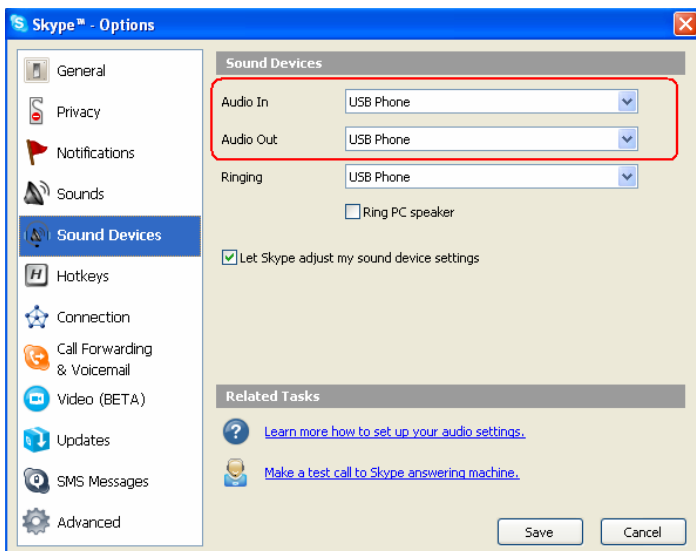 Skype™ - Options
General
Privacy
Notifications
Sounds
Sound Devices
Hotkeys
Connection
Call Forwarding
& Voicemail
Video (BETA)
Updates
SMS Messages
Advanced
Sound Devices
Audio In USB Phone
Audio Out USB Phone
Ringing USB Phone
Ring PC speaker
Let Skype adjust my sound device settings
Related Tasks
Learn more how to set up your audio settings.
Make a test call to Skype answering machine.
Save Cancel